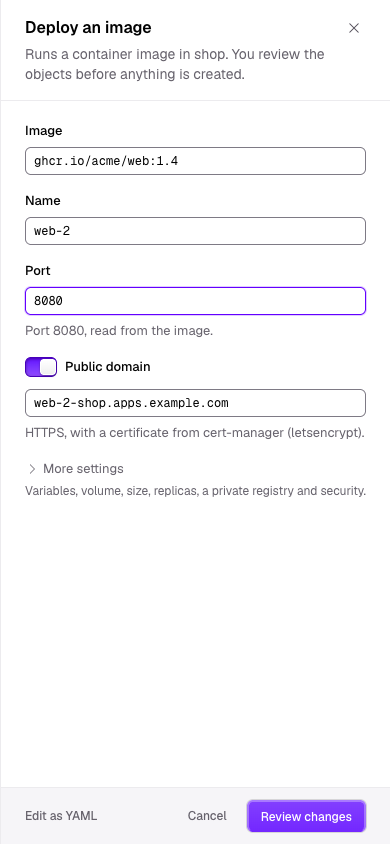 Deploy an image
Runs a container image in shop. You review the
objects before anything is created.
Image
ghcr.io/acme/web:1.4
Name
web-2
Port
8080
Port 8080, read from the image.
Public domain
web-2-shop.apps.example.com
HTTPS, with a certificate from cert-manager (letsencrypt).
More settings
Variables, volume, size, replicas, a private registry and security.
Edit as YAML
Cancel
Review changes